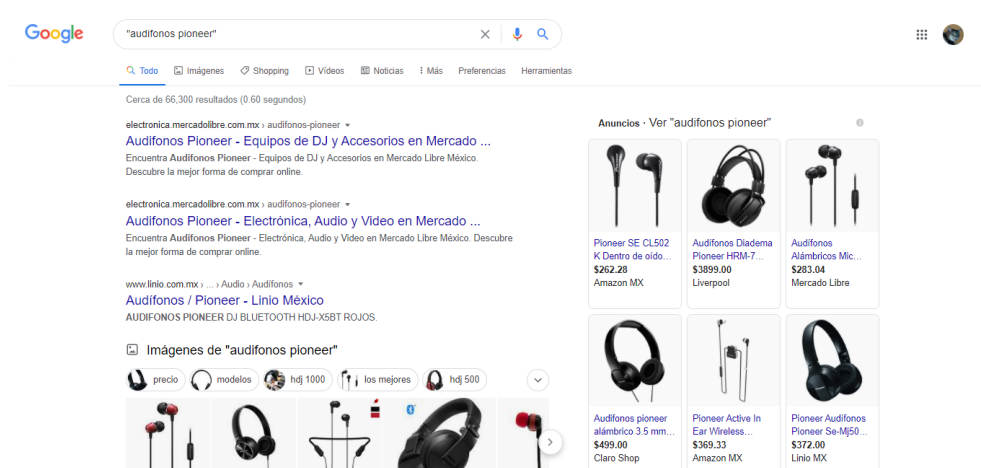 Google
"audifonos pioneer"
Todo Imágenes Shopping Vídeos Noticias Más Preferencias Herramientas
Cerca de 66,300 resultados (0.60 segundos)
electronica.mercadolibre.com.mx › audifonos-pioneer
Audifonos Pioneer - Equipos de DJ y Accesorios en Mercado ...
Encuentra Audifonos Pioneer - Equipos de DJ y Accesorios en Mercado Libre México.
Descubre la mejor forma de comprar online.
electronica.mercadolibre.com.mx › audifonos-pioneer
Audifonos Pioneer - Electrónica, Audio y Video en Mercado ...
Encuentra Audifonos Pioneer - Electrónica, Audio y Video en Mercado Libre México. Descubre
la mejor forma de comprar online.
www.linio.com.mx › ... › Audio › Audífonos
Audífonos / Pioneer - Linio México
AUDIFONOS PIONEER DJ BLUETOOTH HDJ-X5BT ROJOS.
Imágenes de "audifonos pioneer"
precio modelos hdj 1000 los mejores hdj 500
Anuncios · Ver "audifonos pioneer"
Pioneer SE CL502
K Dentro de oído...
$262.28
Amazon MX
Audífonos Diadema
Pioneer HRM-7...
$3899.00
Liverpool
Audífonos
Alámbricos Mic...
$283.04
Mercado Libre
Audifonos pioneer
alámbrico 3.5 mm...
$499.00
Claro Shop
Pioneer Active In
Ear Wireless...
$369.33
Amazon MX
Pioneer Audifonos
Pioneer Se-Mj50...
$372.00
Linio MX